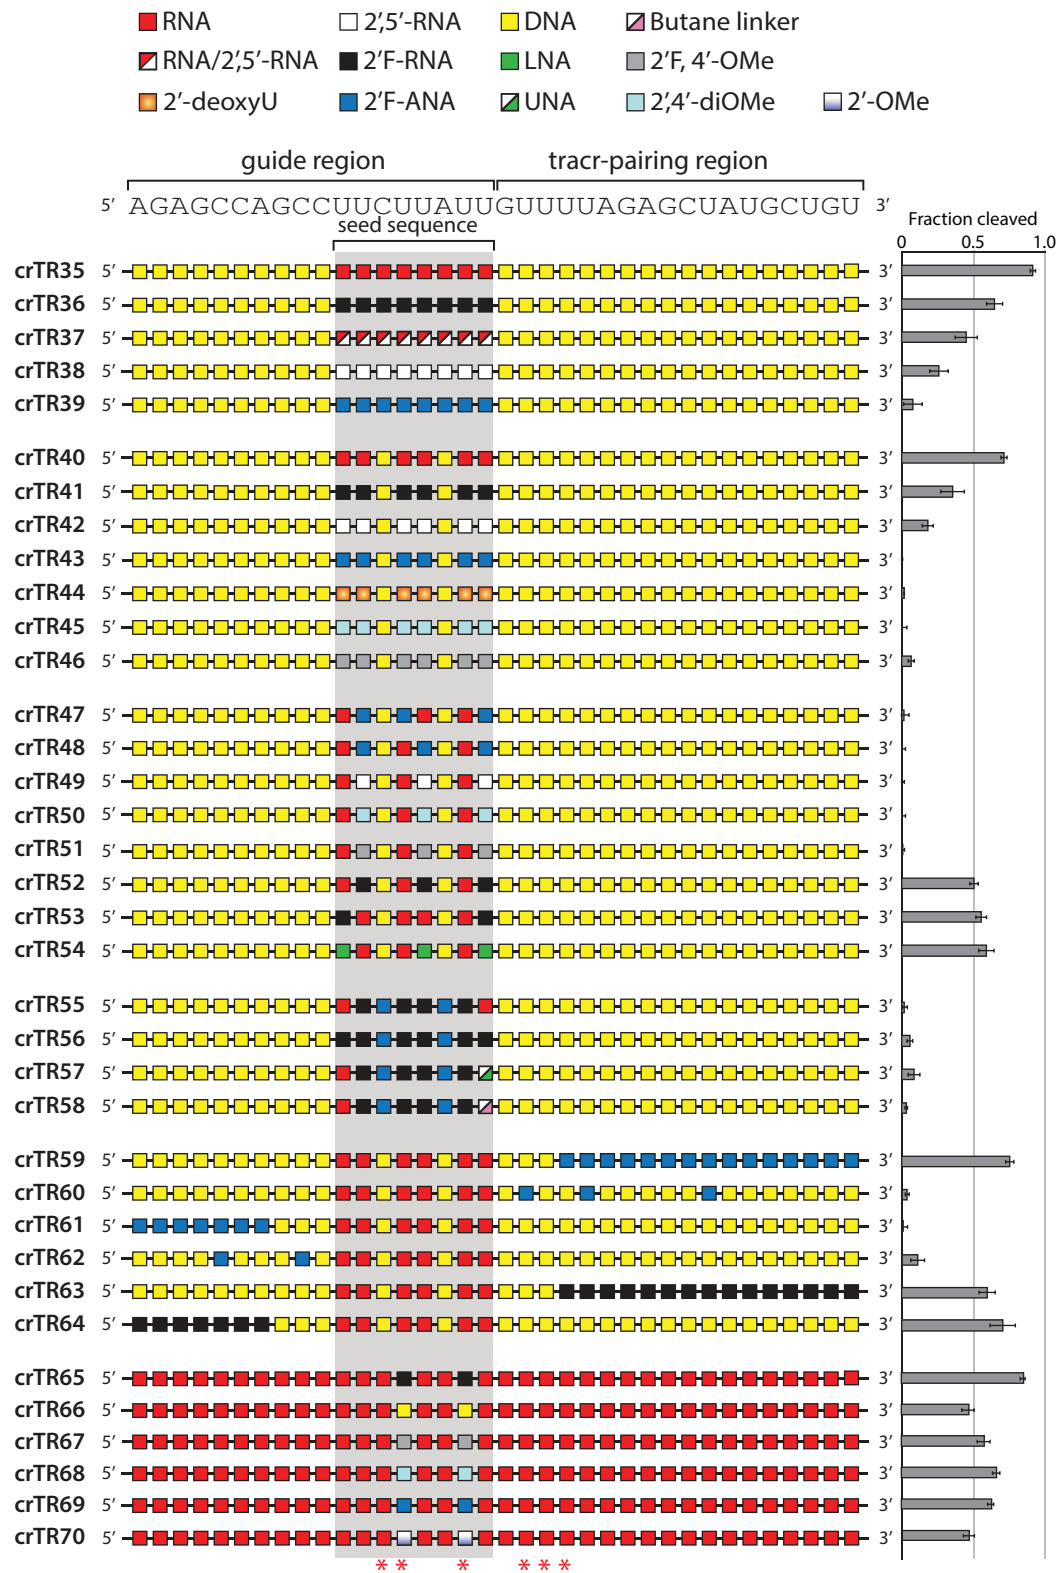 RNA 2',5'-RNA DNA Butane linker
RNA/2',5'-RNA 2'F-RNA LNA 2'F, 4'-OMe
2'-deoxyU 2'F-ANA UNA 2',4'-diOMe 2'-OMe
guide region tracr-pairing region
5' AGAGCCAGCCUUCUUAUUGUUUUAGAGCUAUGCUGU 3'
Fraction cleaved
seed sequence
0 0.5 1.0
crTR35 5' 3'
crTR36 5' 3'
crTR37 5' 3'
crTR38 5' 3'
crTR39 5' 3'
crTR40 5' 3'
crTR41 5' 3'
crTR42 5' 3'
crTR43 5' 3'
crTR44 5' 3'
crTR45 5' 3'
crTR46 5' 3'
crTR47 5' 3'
crTR48 5' 3'
crTR49 5' 3'
crTR50 5' 3'
crTR51 5' 3'
crTR52 5' 3'
crTR53 5' 3'
crTR54 5' 3'
crTR55 5' 3'
crTR56 5' 3'
crTR57 5' 3'
crTR58 5' 3'
crTR59 5' 3'
crTR60 5' 3'
crTR61 5' 3'
crTR62 5' 3'
crTR63 5' 3'
crTR64 5' 3'
crTR65 5' 3'
crTR66 5' 3'
crTR67 5' 3'
crTR68 5' 3'
crTR69 5' 3'
crTR70 5' 3'
* * * * * *